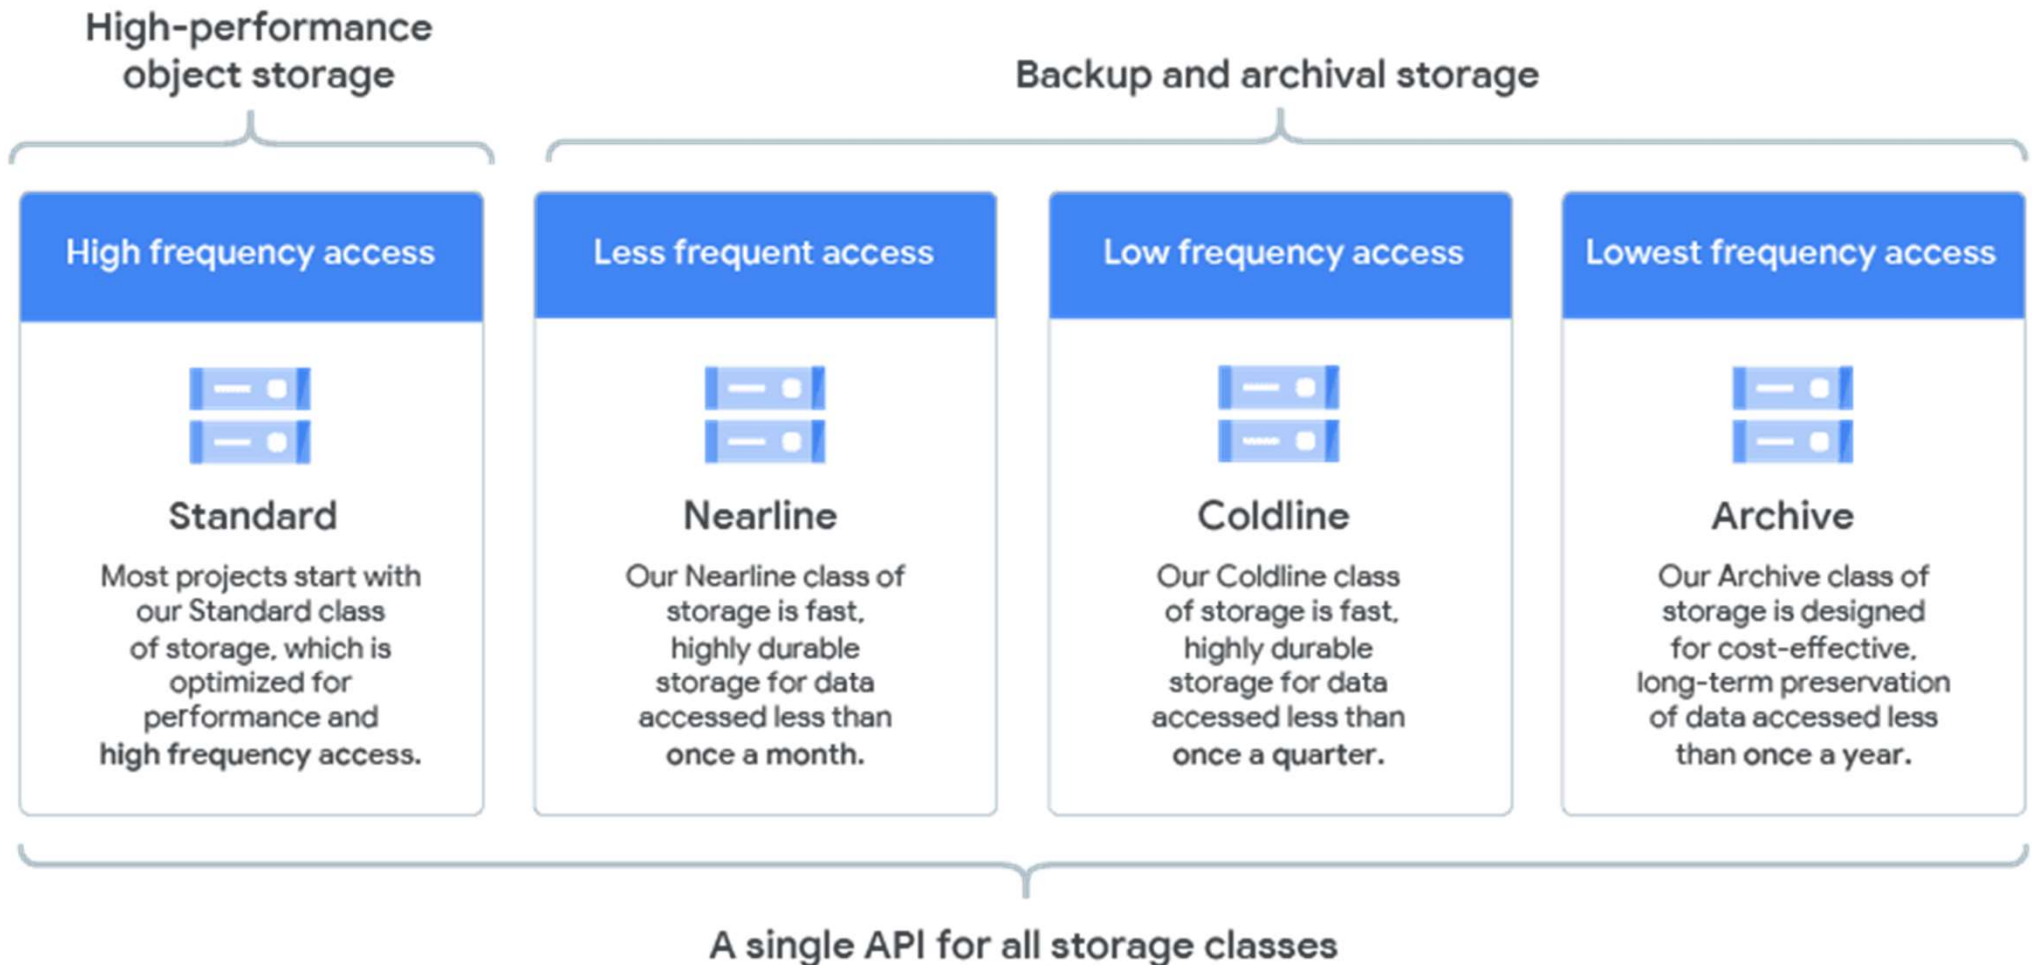 High-performance
object storage
Backup and archival storage
High frequency access
Standard
Most projects start with
our Standard class
of storage, which is
optimized for
performance and
high frequency access.
Less frequent access
Nearline
Our Nearline class of
storage is fast,
highly durable
storage for data
accessed less than
once a month.
Low frequency access
Coldline
Our Coldline class
of storage is fast,
highly durable
storage for data
accessed less than
once a quarter.
Lowest frequency access
Archive
Our Archive class of
storage is designed
for cost-effective,
long-term preservation
of data accessed less
than once a year.
A single API for all storage classes